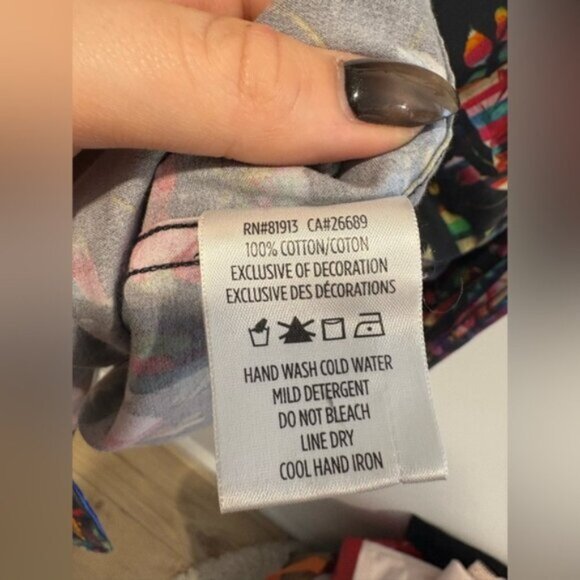 RN#81913 CA#26689
100% COTTON/COTON
EXCLUSIVE OF DECORATION
EXCLUSIVE DES DÉCORATIONS
HAND WASH COLD WATER
MILD DETERGENT
DO NOT BLEACH
LINE DRY
COOL HAND IRON